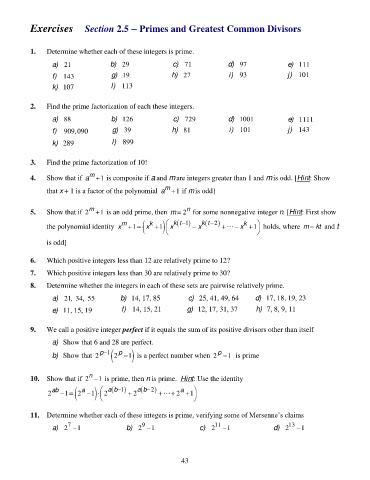 Exercises Section 2.5 – Primes and Greatest Common Divisors
1. Determine whether each of these integers is prime.
a) 21 b) 29 c) 71 d) 97 e) 111
f) 143 g) 19 h) 27 i) 93 j) 101
k) 107 l) 113
2. Find the prime factorization of each these integers.
a) 88 b) 126 c) 729 d) 1001 e) 1111
f) 909,090 g) 39 h) 81 i) 101 j) 143
k) 289 l) 899
3. Find the prime factorization of 10!
4. Show that if a^m + 1 is composite if a and m are integers greater than 1 and m is odd. [Hint: Show
that x + 1 is a factor of the polynomial a^m + 1 if m is odd]
5. Show that if 2^m + 1 is an odd prime, then m = 2^n for some nonnegative integer n. [Hint: First show
the polynomial identity x^m + 1 = (x^k + 1)(x^{k(t−1)} − x^{k(t−2)} + ⋯ − x^k + 1) holds, where m = kt and t
is odd]
6. Which positive integers less than 12 are relatively prime to 12?
7. Which positive integers less than 30 are relatively prime to 30?
8. Determine whether the integers in each of these sets are pairwise relatively prime.
a) 21, 34, 55 b) 14, 17, 85 c) 25, 41, 49, 64 d) 17, 18, 19, 23
e) 11, 15, 19 f) 14, 15, 21 g) 12, 17, 31, 37 h) 7, 8, 9, 11
9. We call a positive integer perfect if it equals the sum of its positive divisors other than itself
a) Show that 6 and 28 are perfect.
b) Show that 2^{p−1}(2^p − 1) is a perfect number when 2^p − 1 is prime
10. Show that if 2^n − 1 is prime, then n is prime. Hint: Use the identity
2^{ab} − 1 = (2^a − 1)·(2^{a(b−1)} + 2^{a(b−2)} + ⋯ + 2^a + 1)
11. Determine whether each of these integers is prime, verifying some of Mersenne's claims
a) 2^7 − 1 b) 2^9 − 1 c) 2^{11} − 1 d) 2^{13} − 1
43